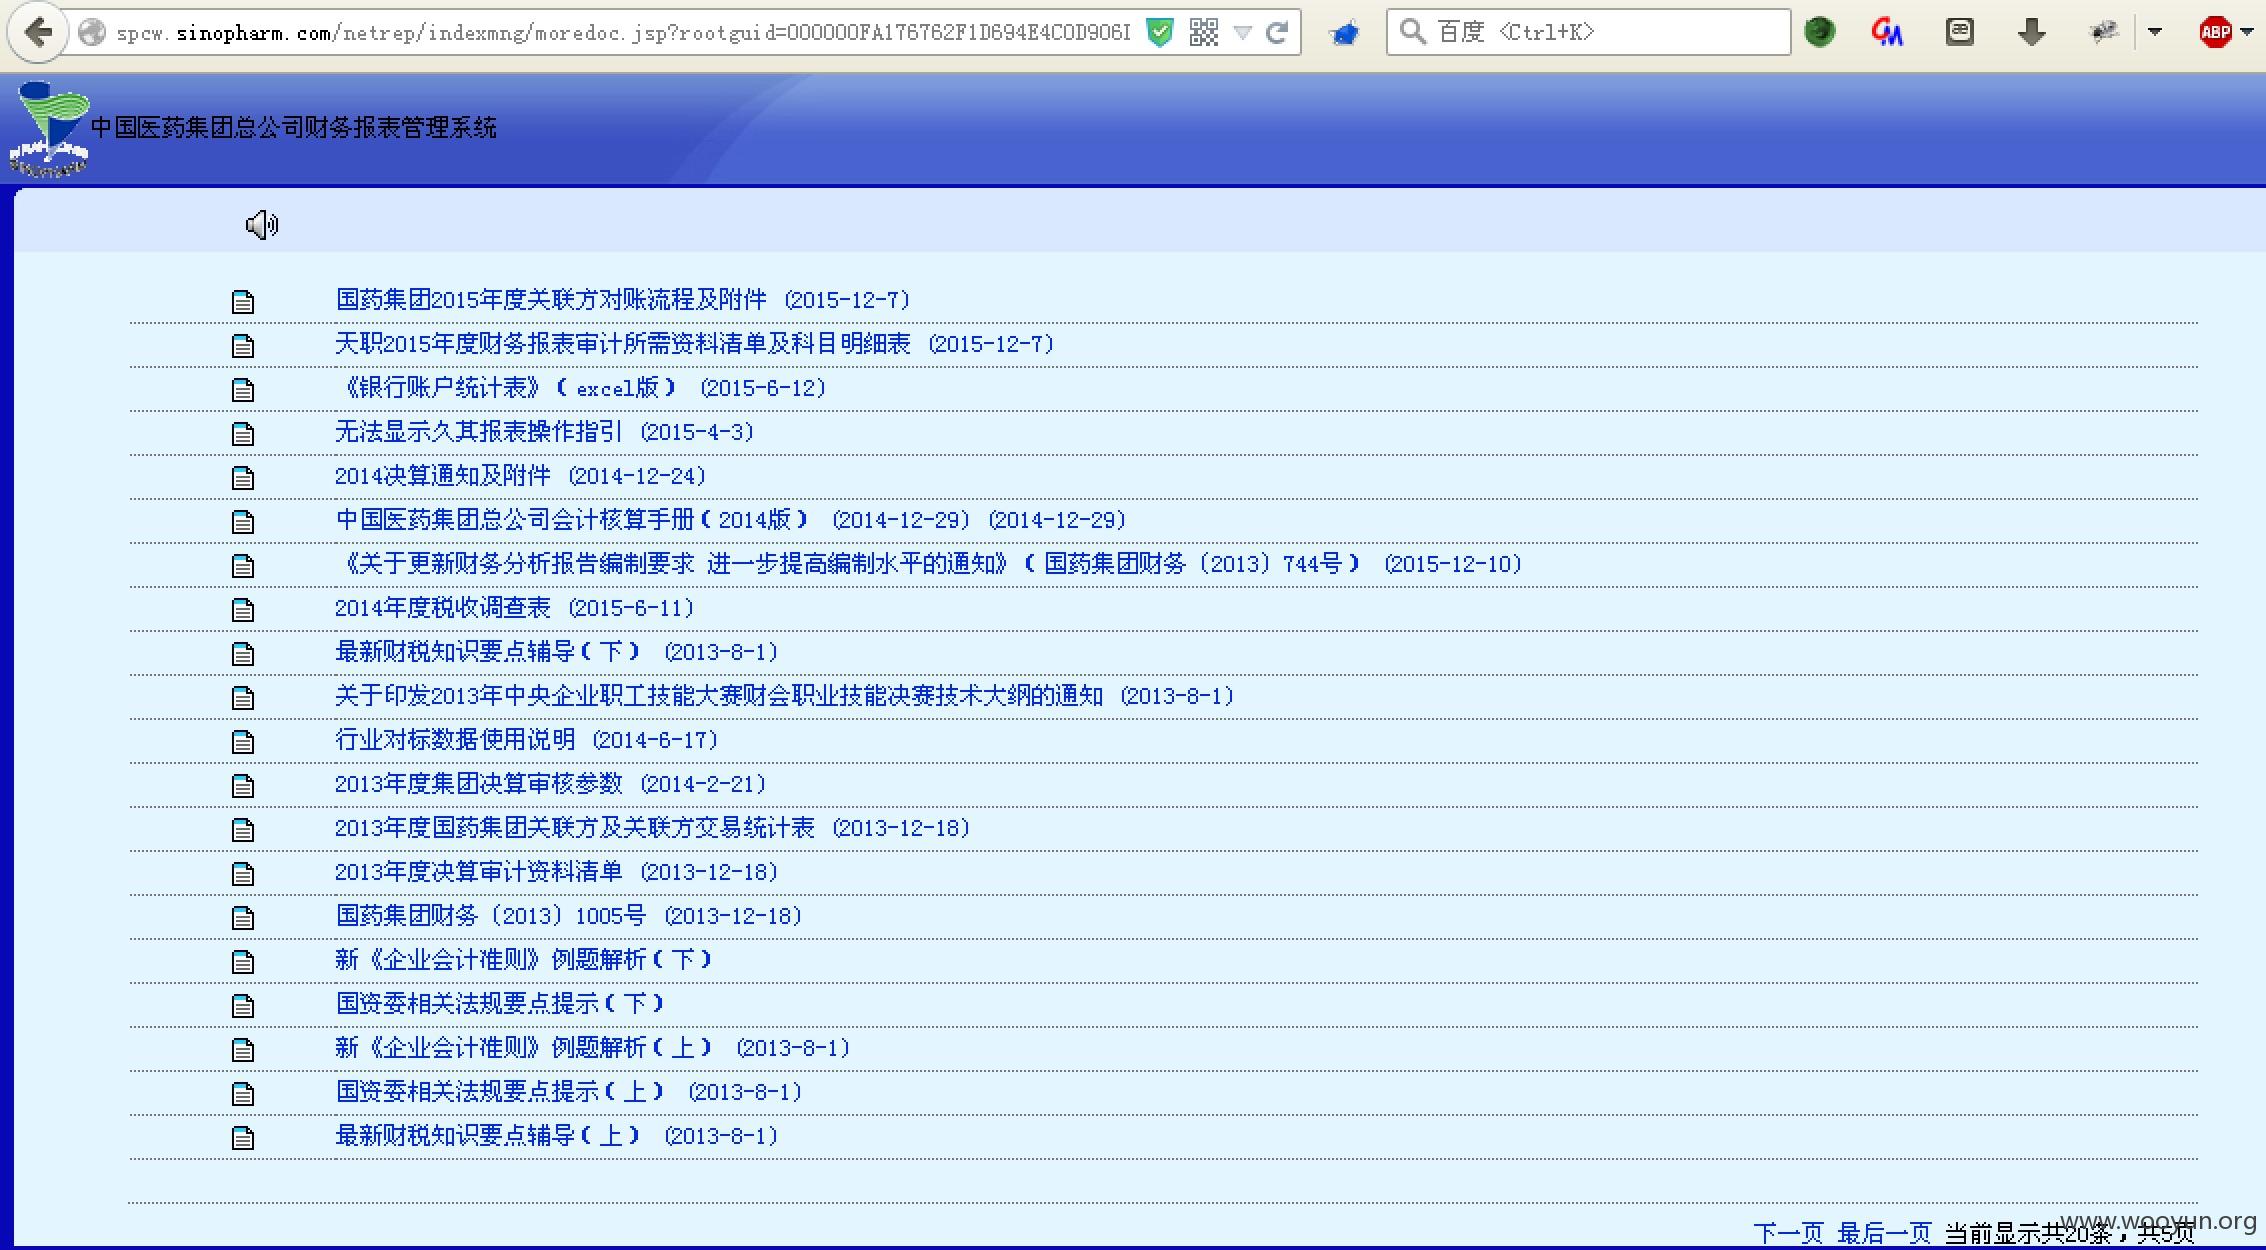 spcw.sinopharm.com/netrep/indexmng/moredoc.jsp?rootguid=000000FA176762F1D694E4C0D906I
百度 <Ctrl+K>
ABP
中国医药集团总公司财务报表管理系统
国药集团2015年度关联方对账流程及附件 (2015-12-7)
天职2015年度财务报表审计所需资料清单及科目明细表 (2015-12-7)
《银行账户统计表》(excel版) (2015-6-12)
无法显示久其报表操作指引 (2015-4-3)
2014决算通知及附件 (2014-12-24)
中国医药集团总公司会计核算手册(2014版) (2014-12-29) (2014-12-29)
《关于更新财务分析报告编制要求 进一步提高编制水平的通知》(国药集团财务〔2013〕744号) (2015-12-10)
2014年度税收调查表 (2015-6-11)
最新财税知识要点辅导(下) (2013-8-1)
关于印发2013年中央企业职工技能大赛财会职业技能决赛技术大纲的通知 (2013-8-1)
行业对标数据使用说明 (2014-6-17)
2013年度集团决算审核参数 (2014-2-21)
2013年度国药集团关联方及关联方交易统计表 (2013-12-18)
2013年度决算审计资料清单 (2013-12-18)
国药集团财务〔2013〕1005号 (2013-12-18)
新《企业会计准则》例题解析(下)
国资委相关法规要点提示(下)
新《企业会计准则》例题解析(上) (2013-8-1)
国资委相关法规要点提示(上) (2013-8-1)
最新财税知识要点辅导(上) (2013-8-1)
下一页 最后一页 当前显示共20条，共5页
www.wooyun.org